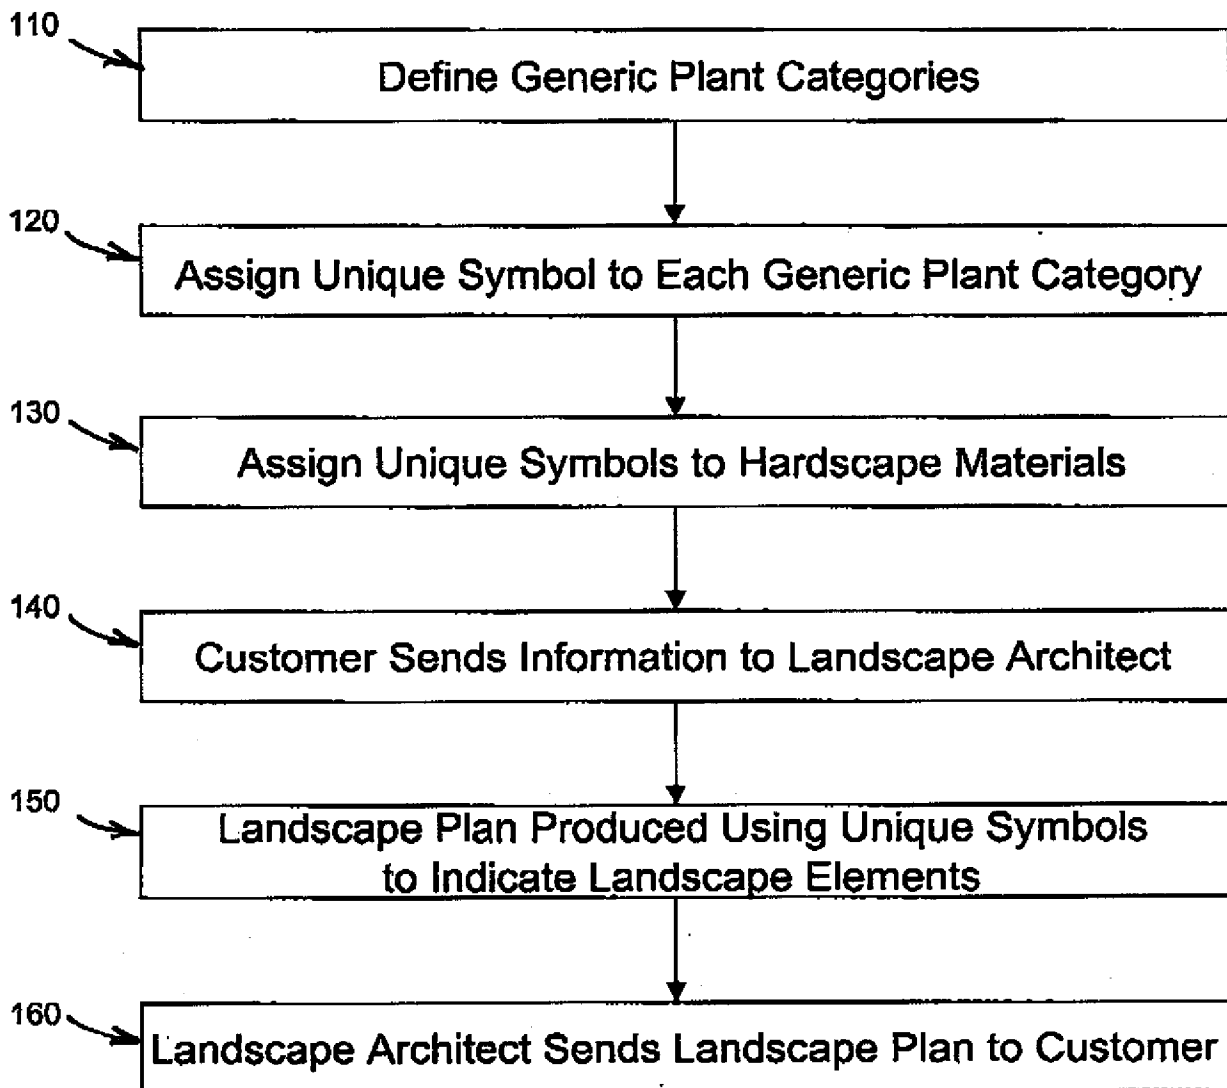 110
Define Generic Plant Categories
120
Assign Unique Symbol to Each Generic Plant Category
130
Assign Unique Symbols to Hardscape Materials
140
Customer Sends Information to Landscape Architect
150
Landscape Plan Produced Using Unique Symbols
to Indicate Landscape Elements
160
Landscape Architect Sends Landscape Plan to Customer